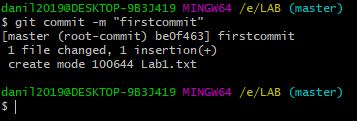 danil2019@DESKTOP-9B3J419 MINGW64 /e/LAB (master)
$ git commit -m "firstcommit"
[master (root-commit) be0f463] firstcommit
 1 file changed, 1 insertion(+)
 create mode 100644 Lab1.txt

danil2019@DESKTOP-9B3J419 MINGW64 /e/LAB (master)
$